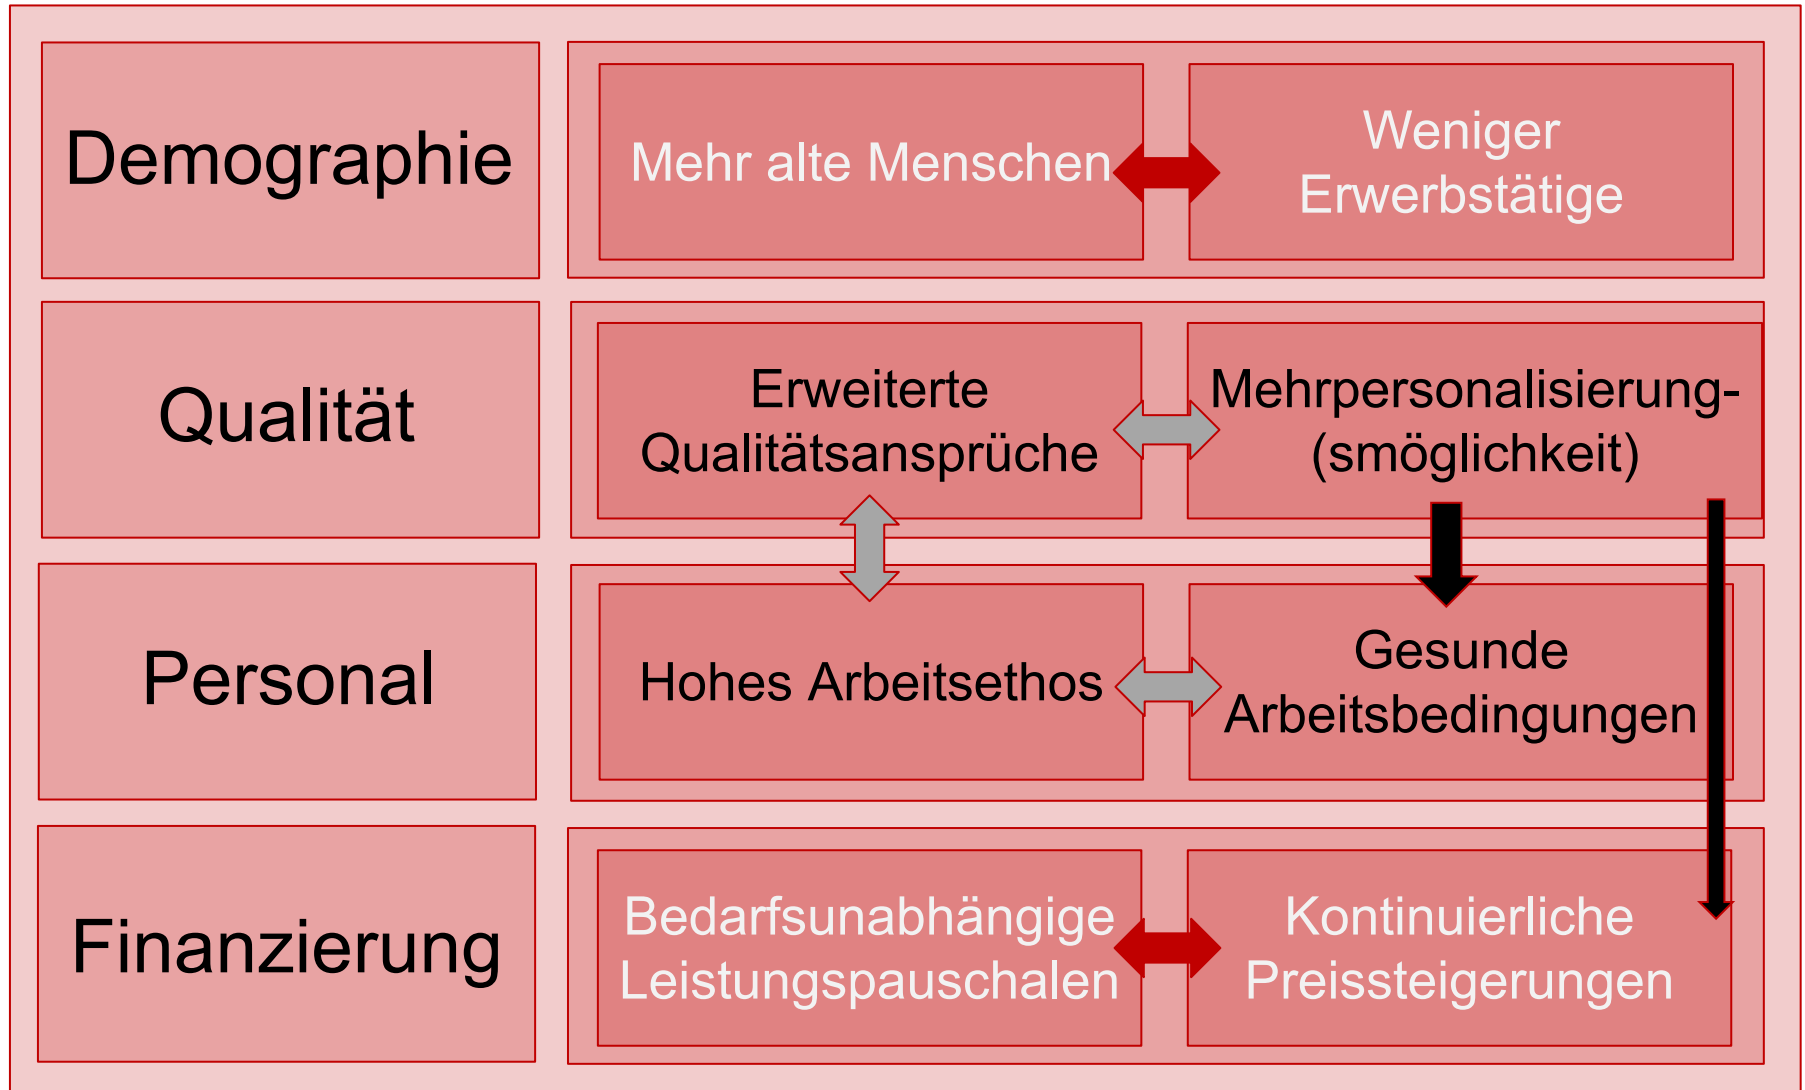 Demographie
Mehr alte Menschen
Weniger
Erwerbstätige
Qualität
Erweiterte
Qualitätsansprüche
Mehrpersonalisierung-
(smöglichkeit)
Personal
Hohes Arbeitsethos
Gesunde
Arbeitsbedingungen
Finanzierung
Bedarfsunabhängige
Leistungspauschalen
Kontinuierliche
Preissteigerungen